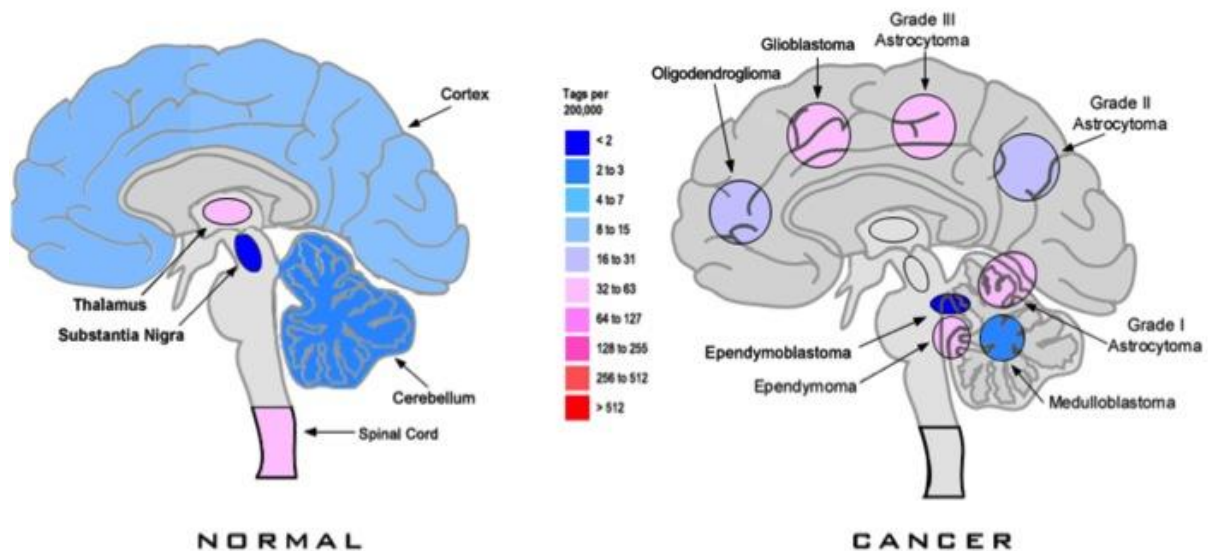 Cortex
Thalamus
Substantia Nigra
Cerebellum
Spinal Cord
NORMAL
Tags per
200,000
< 2
2 to 3
4 to 7
8 to 15
16 to 31
32 to 63
64 to 127
128 to 255
256 to 512
> 512
Grade III
Astrocytoma
Glioblastoma
Oligodendroglioma
Grade II
Astrocytoma
Ependymoblastoma
Ependymoma
Grade I
Astrocytoma
Medulloblastoma
CANCER